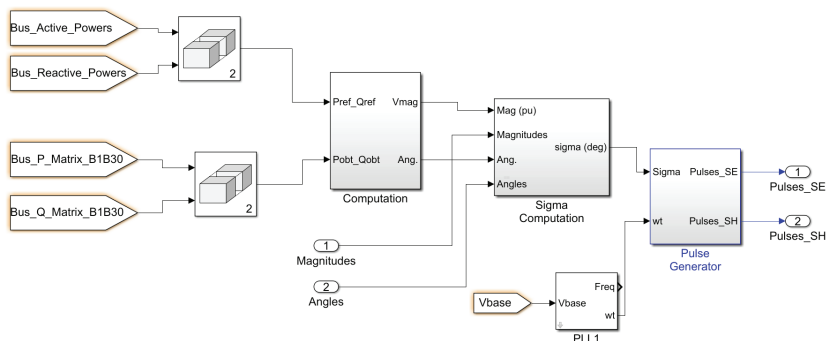 Bus_Active_Powers
Bus_Reactive_Powers
2
Bus_P_Matrix_B1B30
Bus_Q_Matrix_B1B30
2
Pref_Qref
Vmag
Pobt_Qobt
Ang.
Computation
Mag (pu)
Magnitudes
sigma (deg)
Ang.
Angles
Sigma
Computation
1
Magnitudes
2
Angles
Sigma
Pulses_SE
wt
Pulses_SH
Pulse
Generator
1
Pulses_SE
2
Pulses_SH
Vbase
Freq
Vbase
wt
PLL1